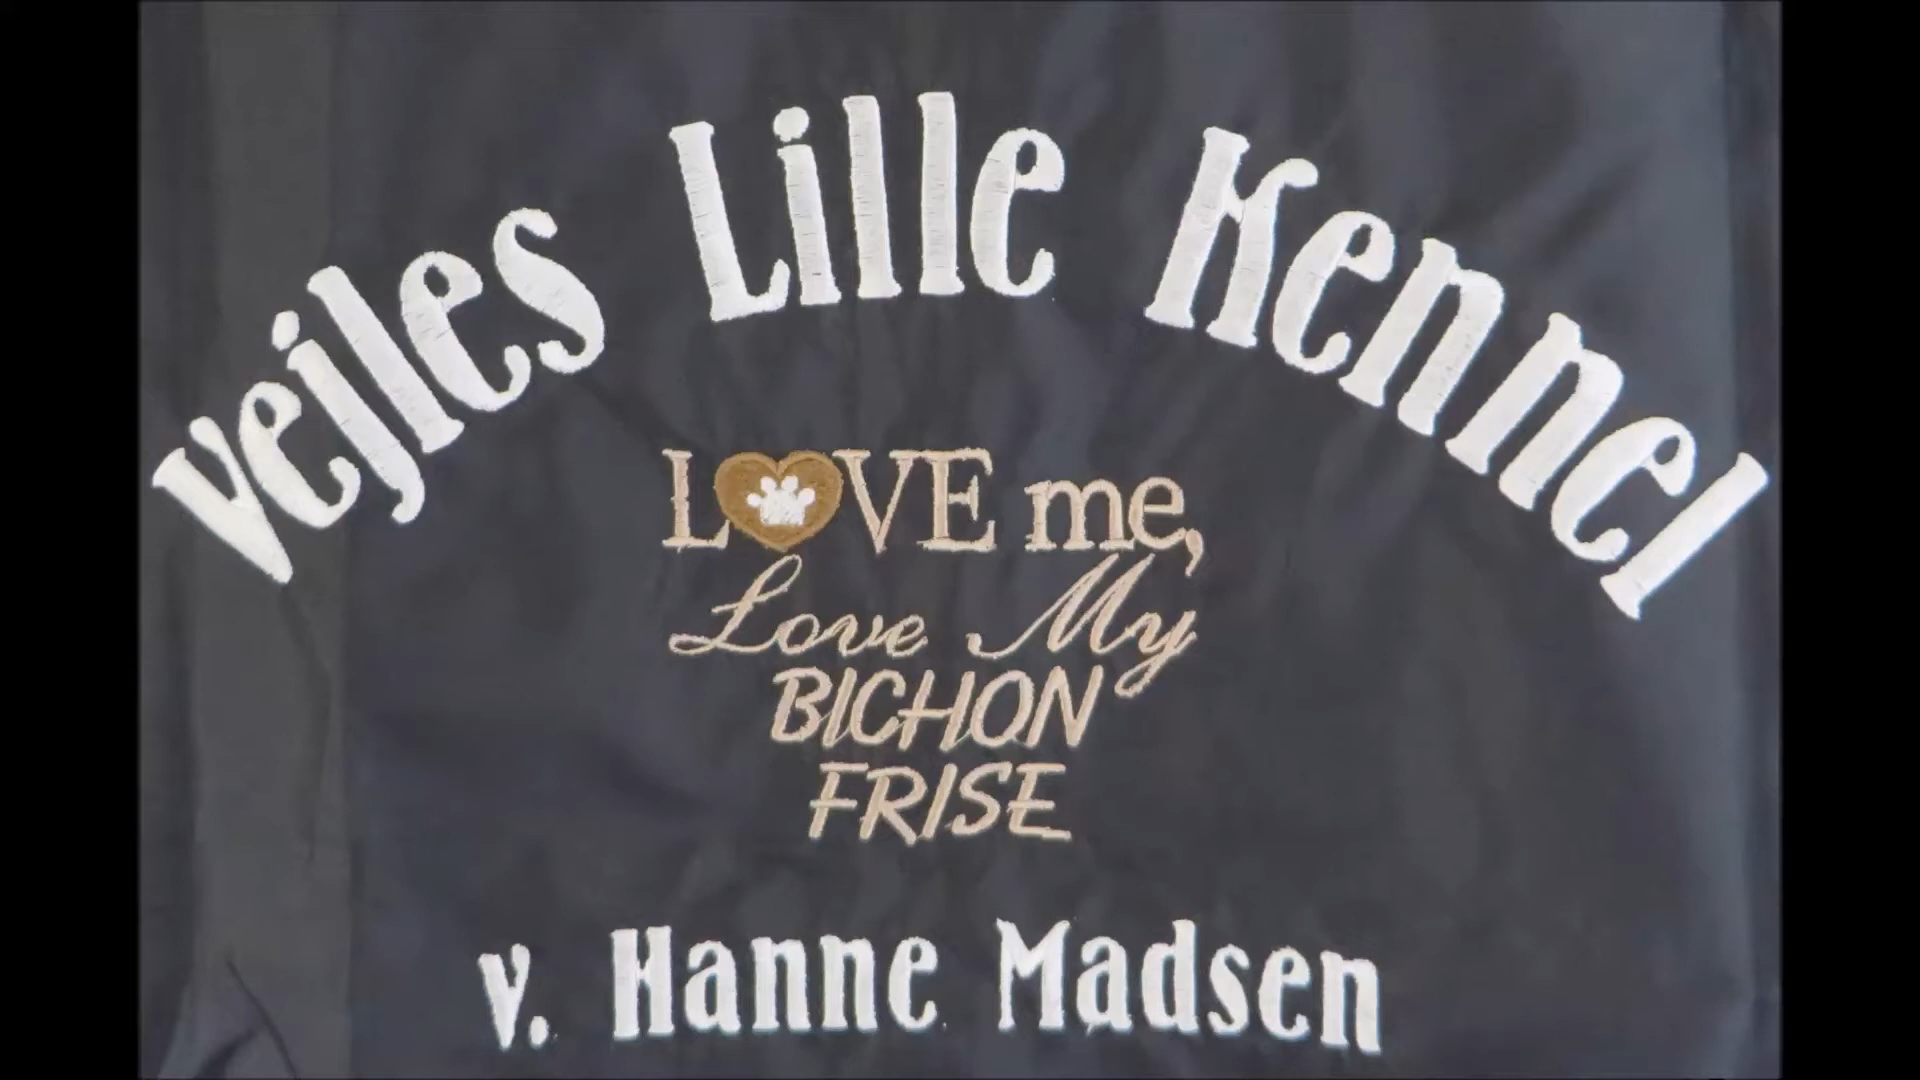 vejles Lille Kennel
LOVE me,
Love My
BICHON
FRISE
v. Hanne Madsen